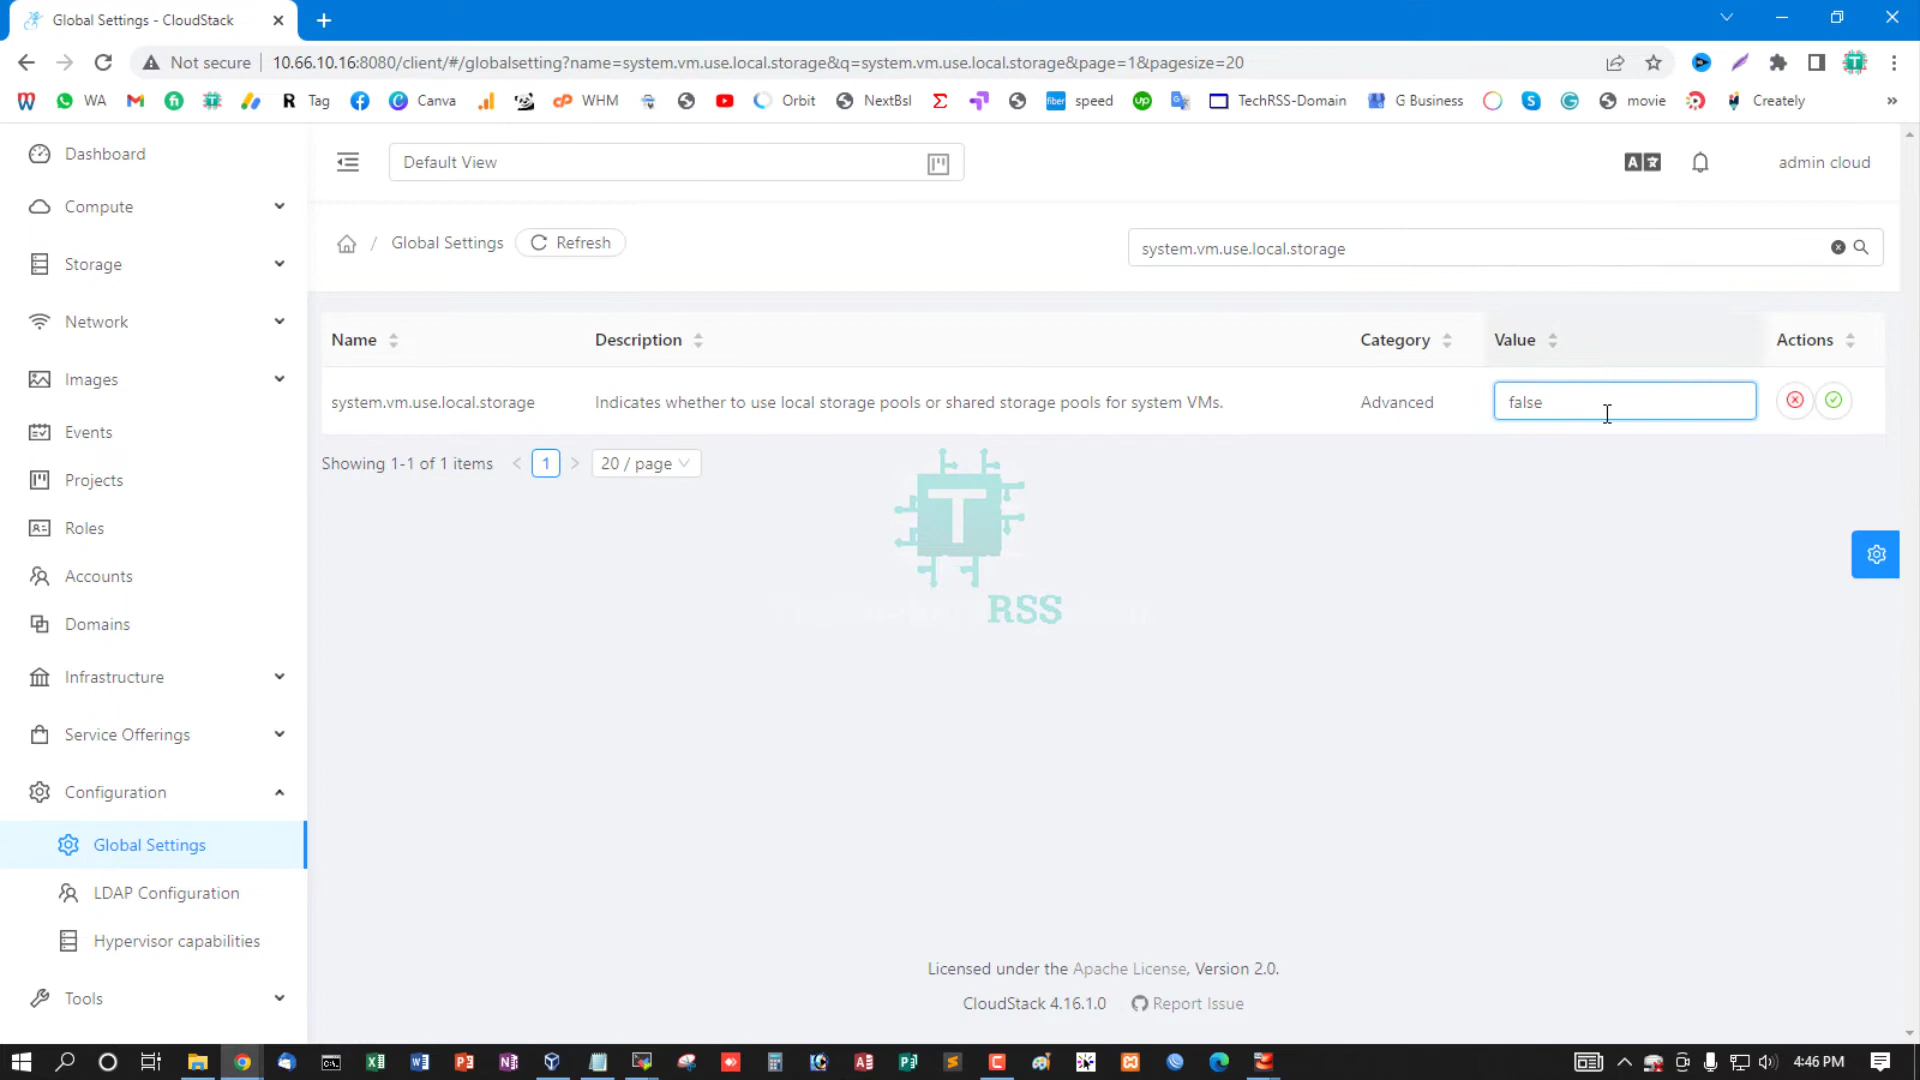 Global Settings - CloudStack
Not secure
10.66.10.16:8080/client/#/globalsetting?name=system.vm.use.local.storage&q=system.vm.use.local.storage&page=1&pagesize=20
WA
Tag
Canva
WHM
Orbit
NextBsl
speed
TechRSS-Domain
G Business
movie
Creately
Dashboard
Default View
admin cloud
Compute
/ Global Settings
Refresh
system.vm.use.local.storage
Storage
Network
Name
Description
Category
Value
Actions
Images
system.vm.use.local.storage
Indicates whether to use local storage pools or shared storage pools for system VMs.
Advanced
false
Events
Showing 1-1 of 1 items < 1 > 20 / page
Projects
T
Roles
Accounts
RSS
Domains
Infrastructure
Service Offerings
Configuration
Global Settings
LDAP Configuration
Hypervisor capabilities
Licensed under the Apache License, Version 2.0.
Tools
CloudStack 4.16.1.0
Report Issue
4:46 PM